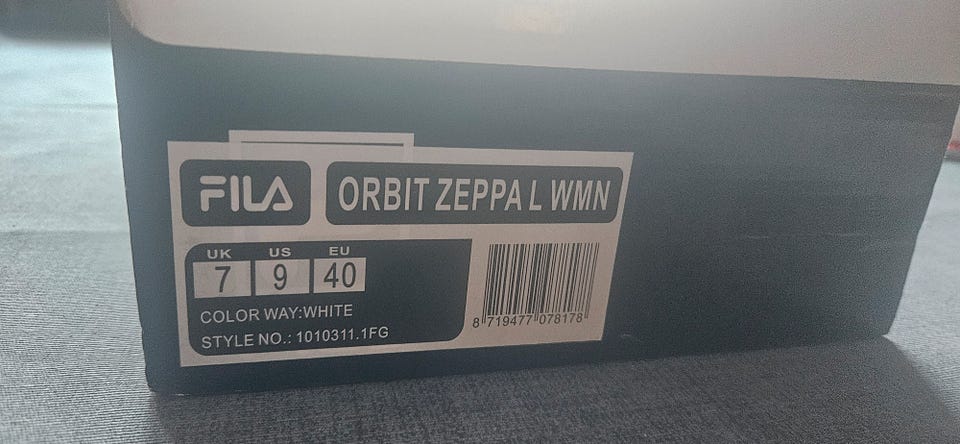 FILA
ORBIT ZEPPA L WMN
UK US EU
7 9 40
COLOR WAY:WHITE
STYLE NO.: 1010311.1FG
8 719477 078178